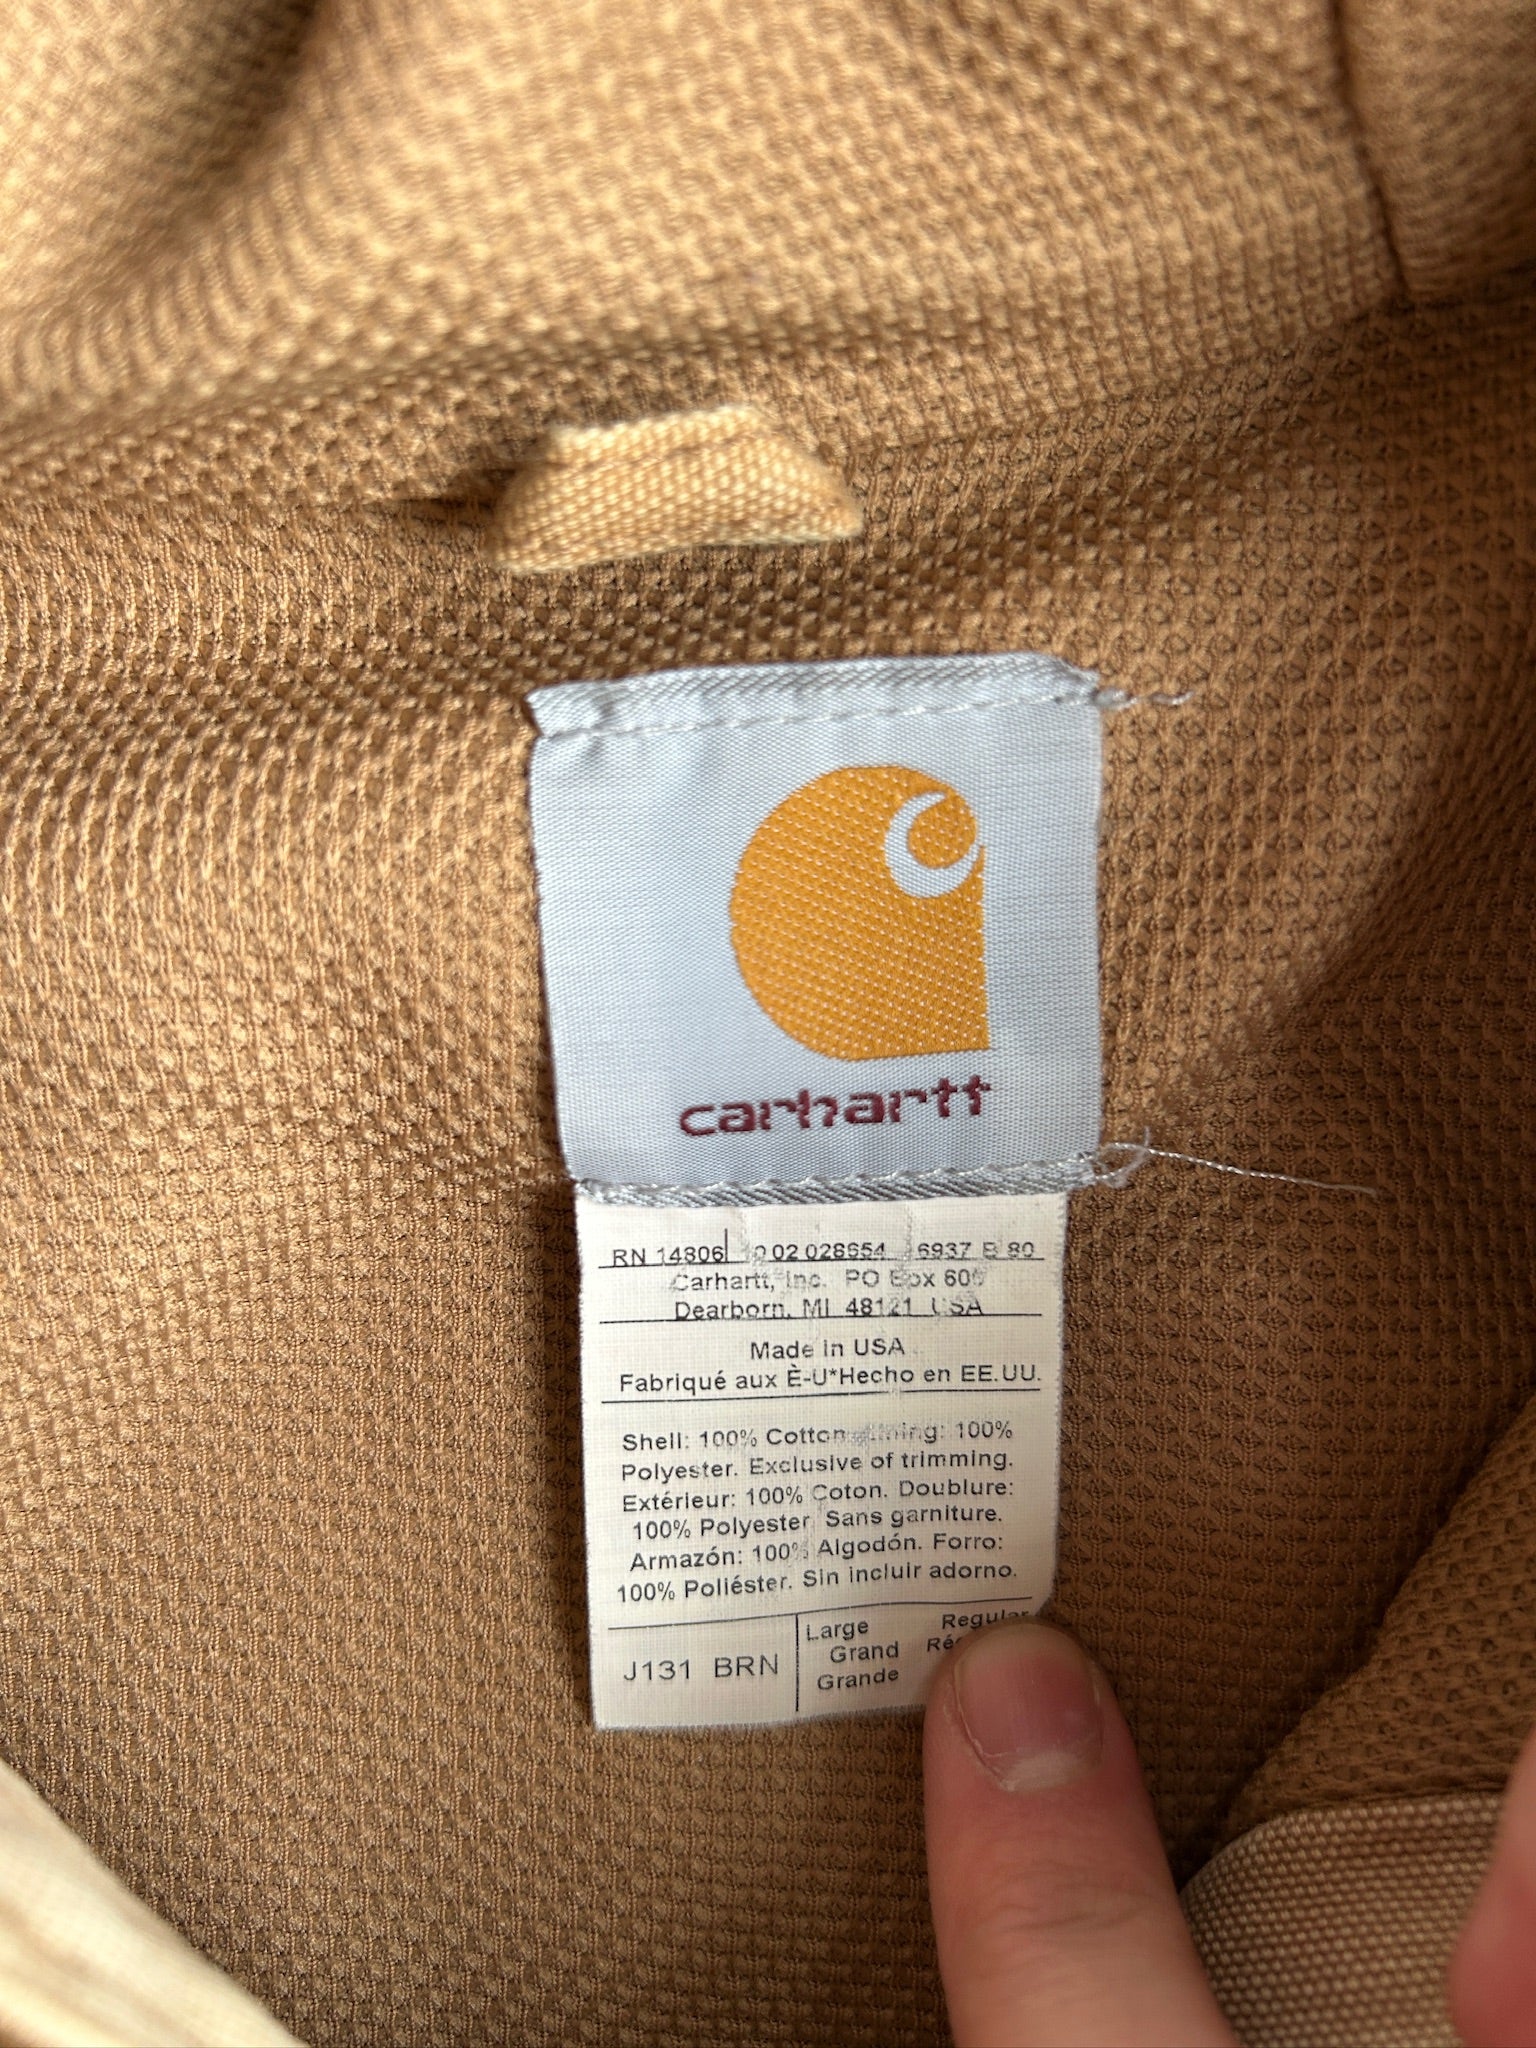 carhartt
RN 14806 02 028654 6937 B 80
Carhartt, Inc. PO Box 600
Dearborn, MI 48121 USA
Made in USA
Fabriqué aux È-U*Hecho en EE.UU.
Shell: 100% Cotton Lining: 100%
Polyester. Exclusive of trimming.
Extérieur: 100% Coton. Doublure:
100% Polyester Sans garniture.
Armazón: 100% Algodón. Forro:
100% Poliéster. Sin incluir adorno.
J131 BRN
Large Regular
Grand
Grande